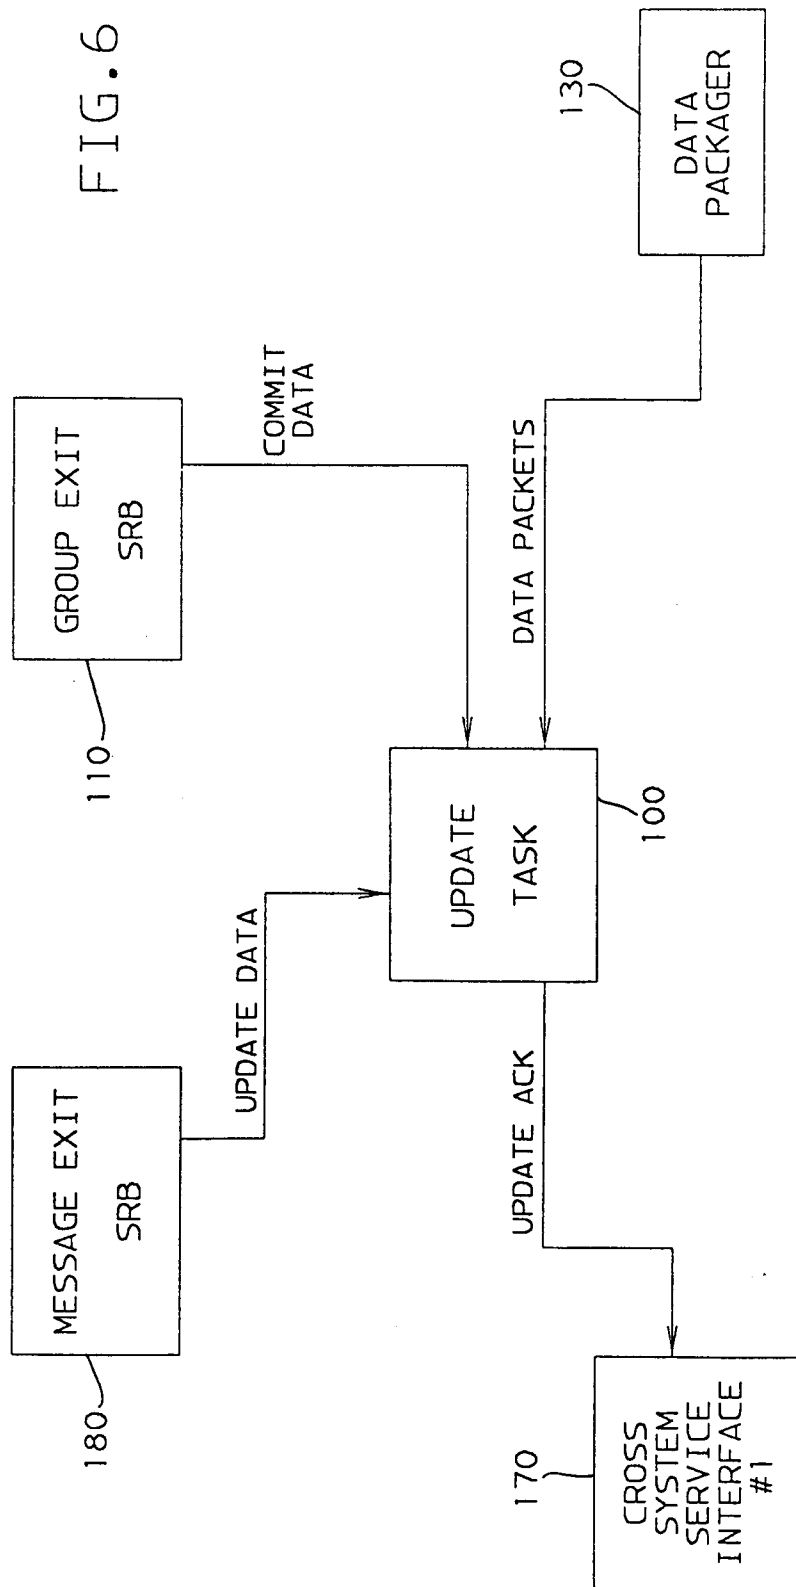 FIG.6
180
MESSAGE EXIT
SRB
110
GROUP EXIT
SRB
UPDATE DATA
COMMIT
DATA
UPDATE
TASK
100
UPDATE ACK
DATA PACKETS
130
DATA
PACKAGER
170
CROSS
SYSTEM
SERVICE
INTERFACE
#1